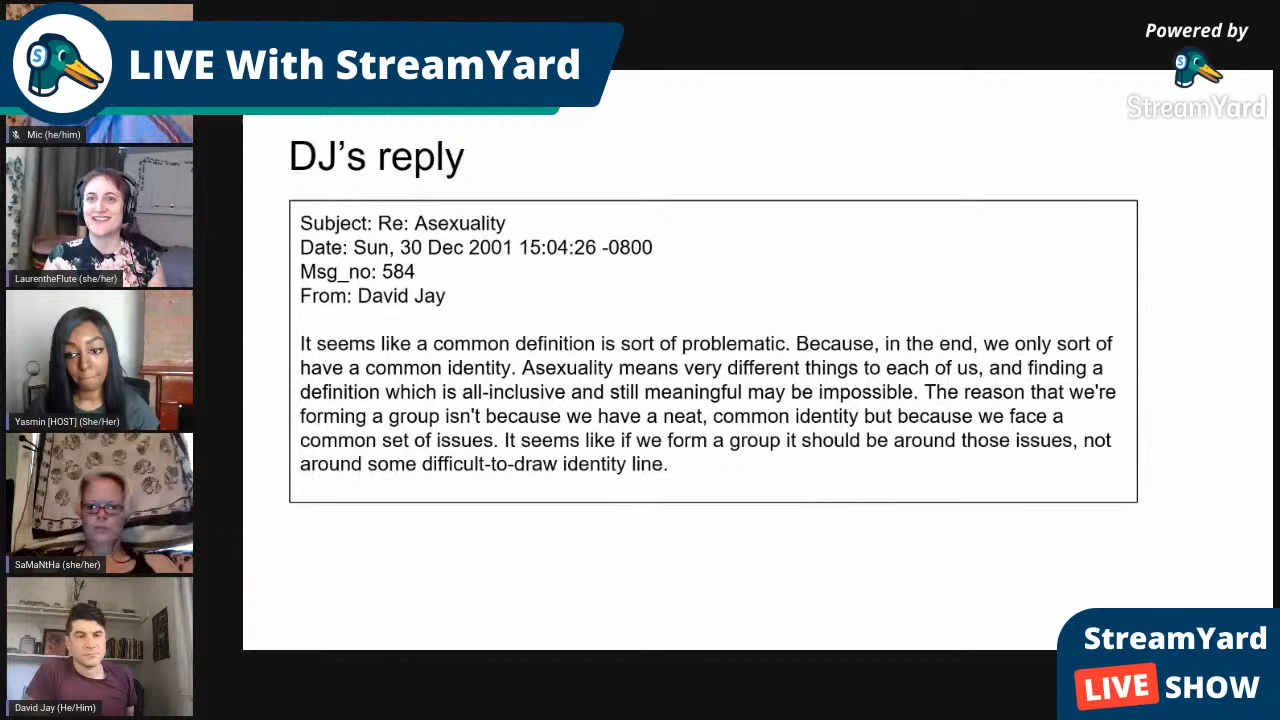 LIVE With StreamYard
Powered by
StreamYard
Mic (he/him)
LaurentheFlute (she/her)
Yasmin [HOST] (She/Her)
SaMaNtHa (she/her)
David Jay (He/Him)
DJ's reply
Subject: Re: Asexuality
Date: Sun, 30 Dec 2001 15:04:26 -0800
Msg_no: 584
From: David Jay
It seems like a common definition is sort of problematic. Because, in the end, we only sort of
have a common identity. Asexuality means very different things to each of us, and finding a
definition which is all-inclusive and still meaningful may be impossible. The reason that we're
forming a group isn't because we have a neat, common identity but because we face a
common set of issues. It seems like if we form a group it should be around those issues, not
around some difficult-to-draw identity line.
StreamYard
LIVE SHOW